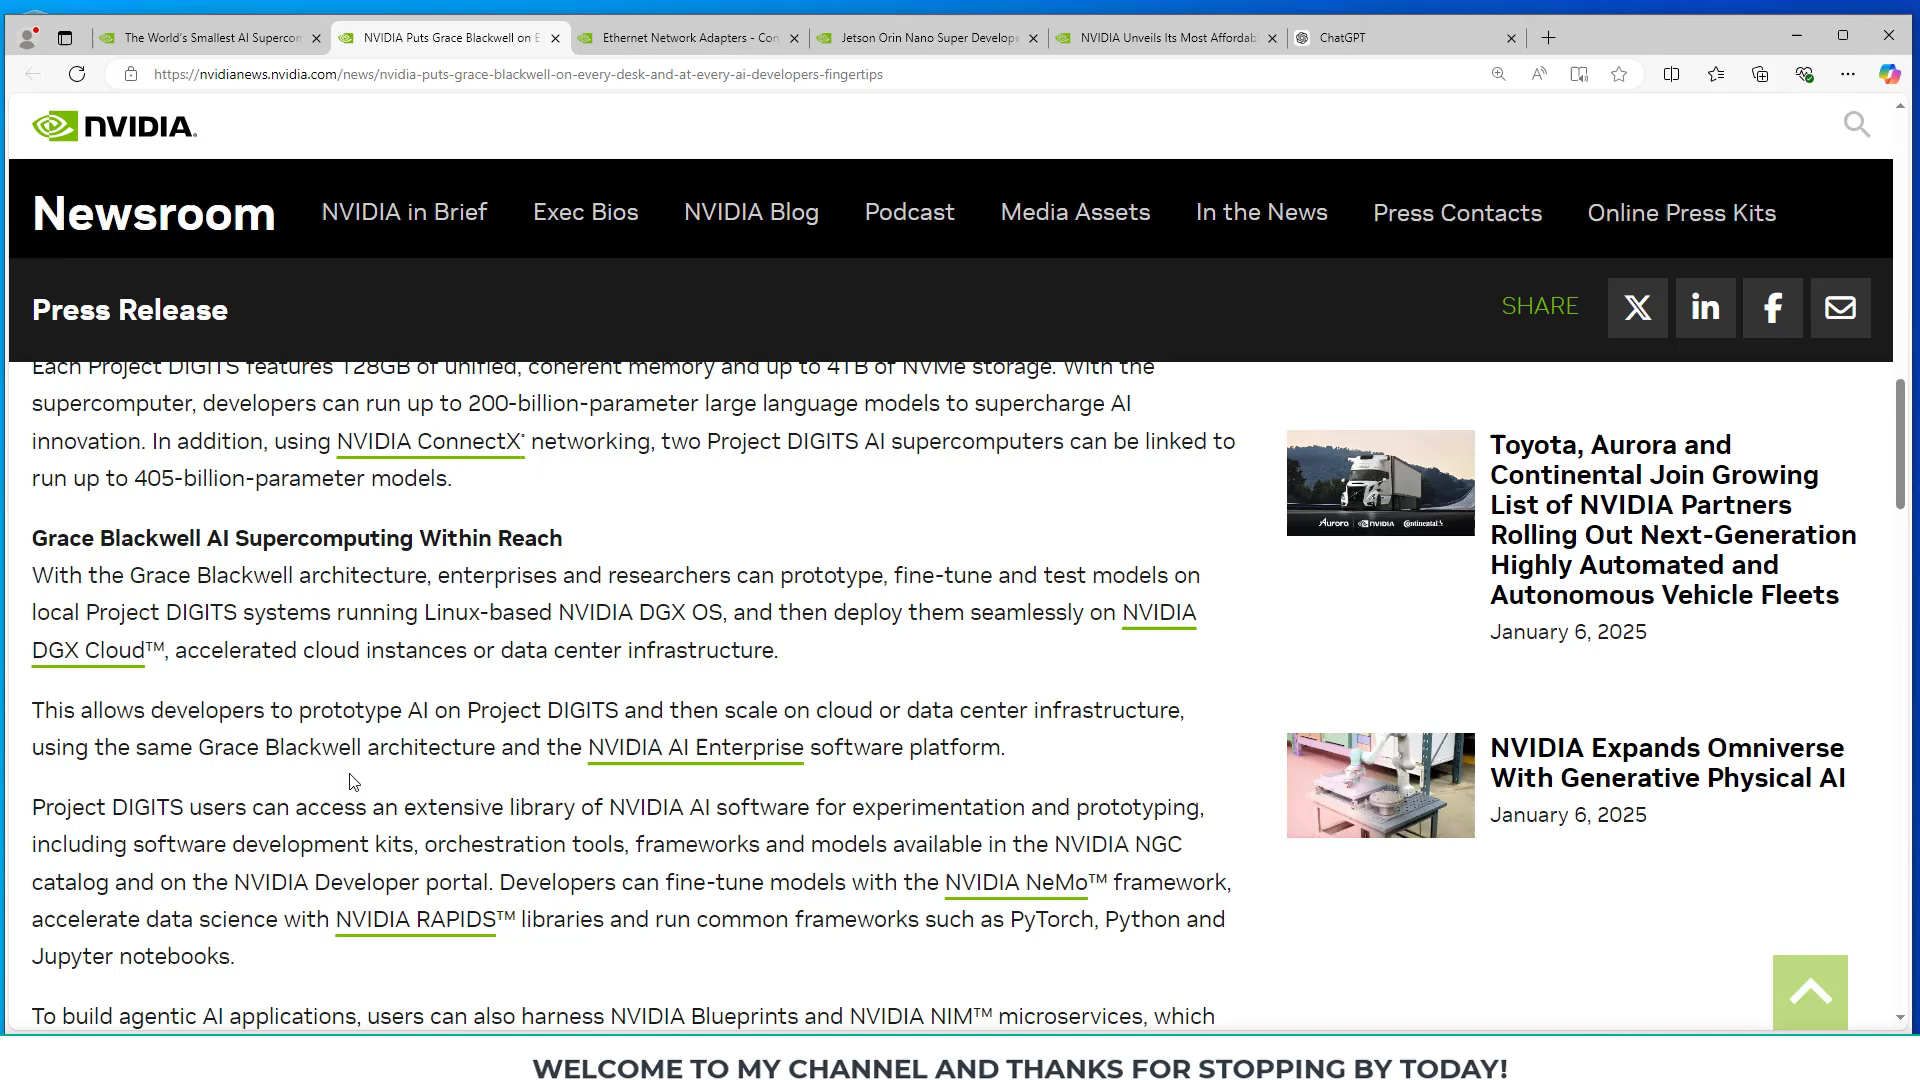 The World's Smallest AI Supercom
NVIDIA Puts Grace Blackwell on E
Ethernet Network Adapters - Con
Jetson Orin Nano Super Develope
NVIDIA Unveils Its Most Affordab
ChatGPT
https://nvidianews.nvidia.com/news/nvidia-puts-grace-blackwell-on-every-desk-and-at-every-ai-developers-fingertips
NVIDIA.
Newsroom
NVIDIA in Brief
Exec Bios
NVIDIA Blog
Podcast
Media Assets
In the News
Press Contacts
Online Press Kits
Press Release
SHARE
Each Project DIGITS features 128GB of unified, coherent memory and up to 4TB of NVMe storage. With the
supercomputer, developers can run up to 200-billion-parameter large language models to supercharge AI
innovation. In addition, using NVIDIA ConnectX® networking, two Project DIGITS AI supercomputers can be linked to
run up to 405-billion-parameter models.
Grace Blackwell AI Supercomputing Within Reach
With the Grace Blackwell architecture, enterprises and researchers can prototype, fine-tune and test models on
local Project DIGITS systems running Linux-based NVIDIA DGX OS, and then deploy them seamlessly on NVIDIA
DGX Cloud™, accelerated cloud instances or data center infrastructure.
This allows developers to prototype AI on Project DIGITS and then scale on cloud or data center infrastructure,
using the same Grace Blackwell architecture and the NVIDIA AI Enterprise software platform.
Project DIGITS users can access an extensive library of NVIDIA AI software for experimentation and prototyping,
including software development kits, orchestration tools, frameworks and models available in the NVIDIA NGC
catalog and on the NVIDIA Developer portal. Developers can fine-tune models with the NVIDIA NeMo™ framework,
accelerate data science with NVIDIA RAPIDS™ libraries and run common frameworks such as PyTorch, Python and
Jupyter notebooks.
To build agentic AI applications, users can also harness NVIDIA Blueprints and NVIDIA NIM™ microservices, which
Aurora NVIDIA Continental
Toyota, Aurora and
Continental Join Growing
List of NVIDIA Partners
Rolling Out Next-Generation
Highly Automated and
Autonomous Vehicle Fleets
January 6, 2025
NVIDIA Expands Omniverse
With Generative Physical AI
January 6, 2025
WELCOME TO MY CHANNEL AND THANKS FOR STOPPING BY TODAY!